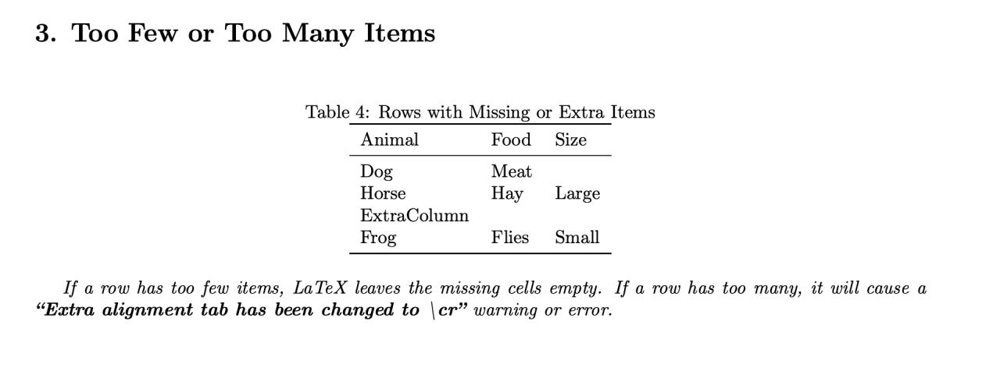 3. Too Few or Too Many Items
Table 4: Rows with Missing or Extra Items
Animal Food Size
Dog Meat
Horse Hay Large
ExtraColumn
Frog Flies Small
If a row has too few items, LaTeX leaves the missing cells empty. If a row has too many, it will cause a
“Extra alignment tab has been changed to \cr” warning or error.